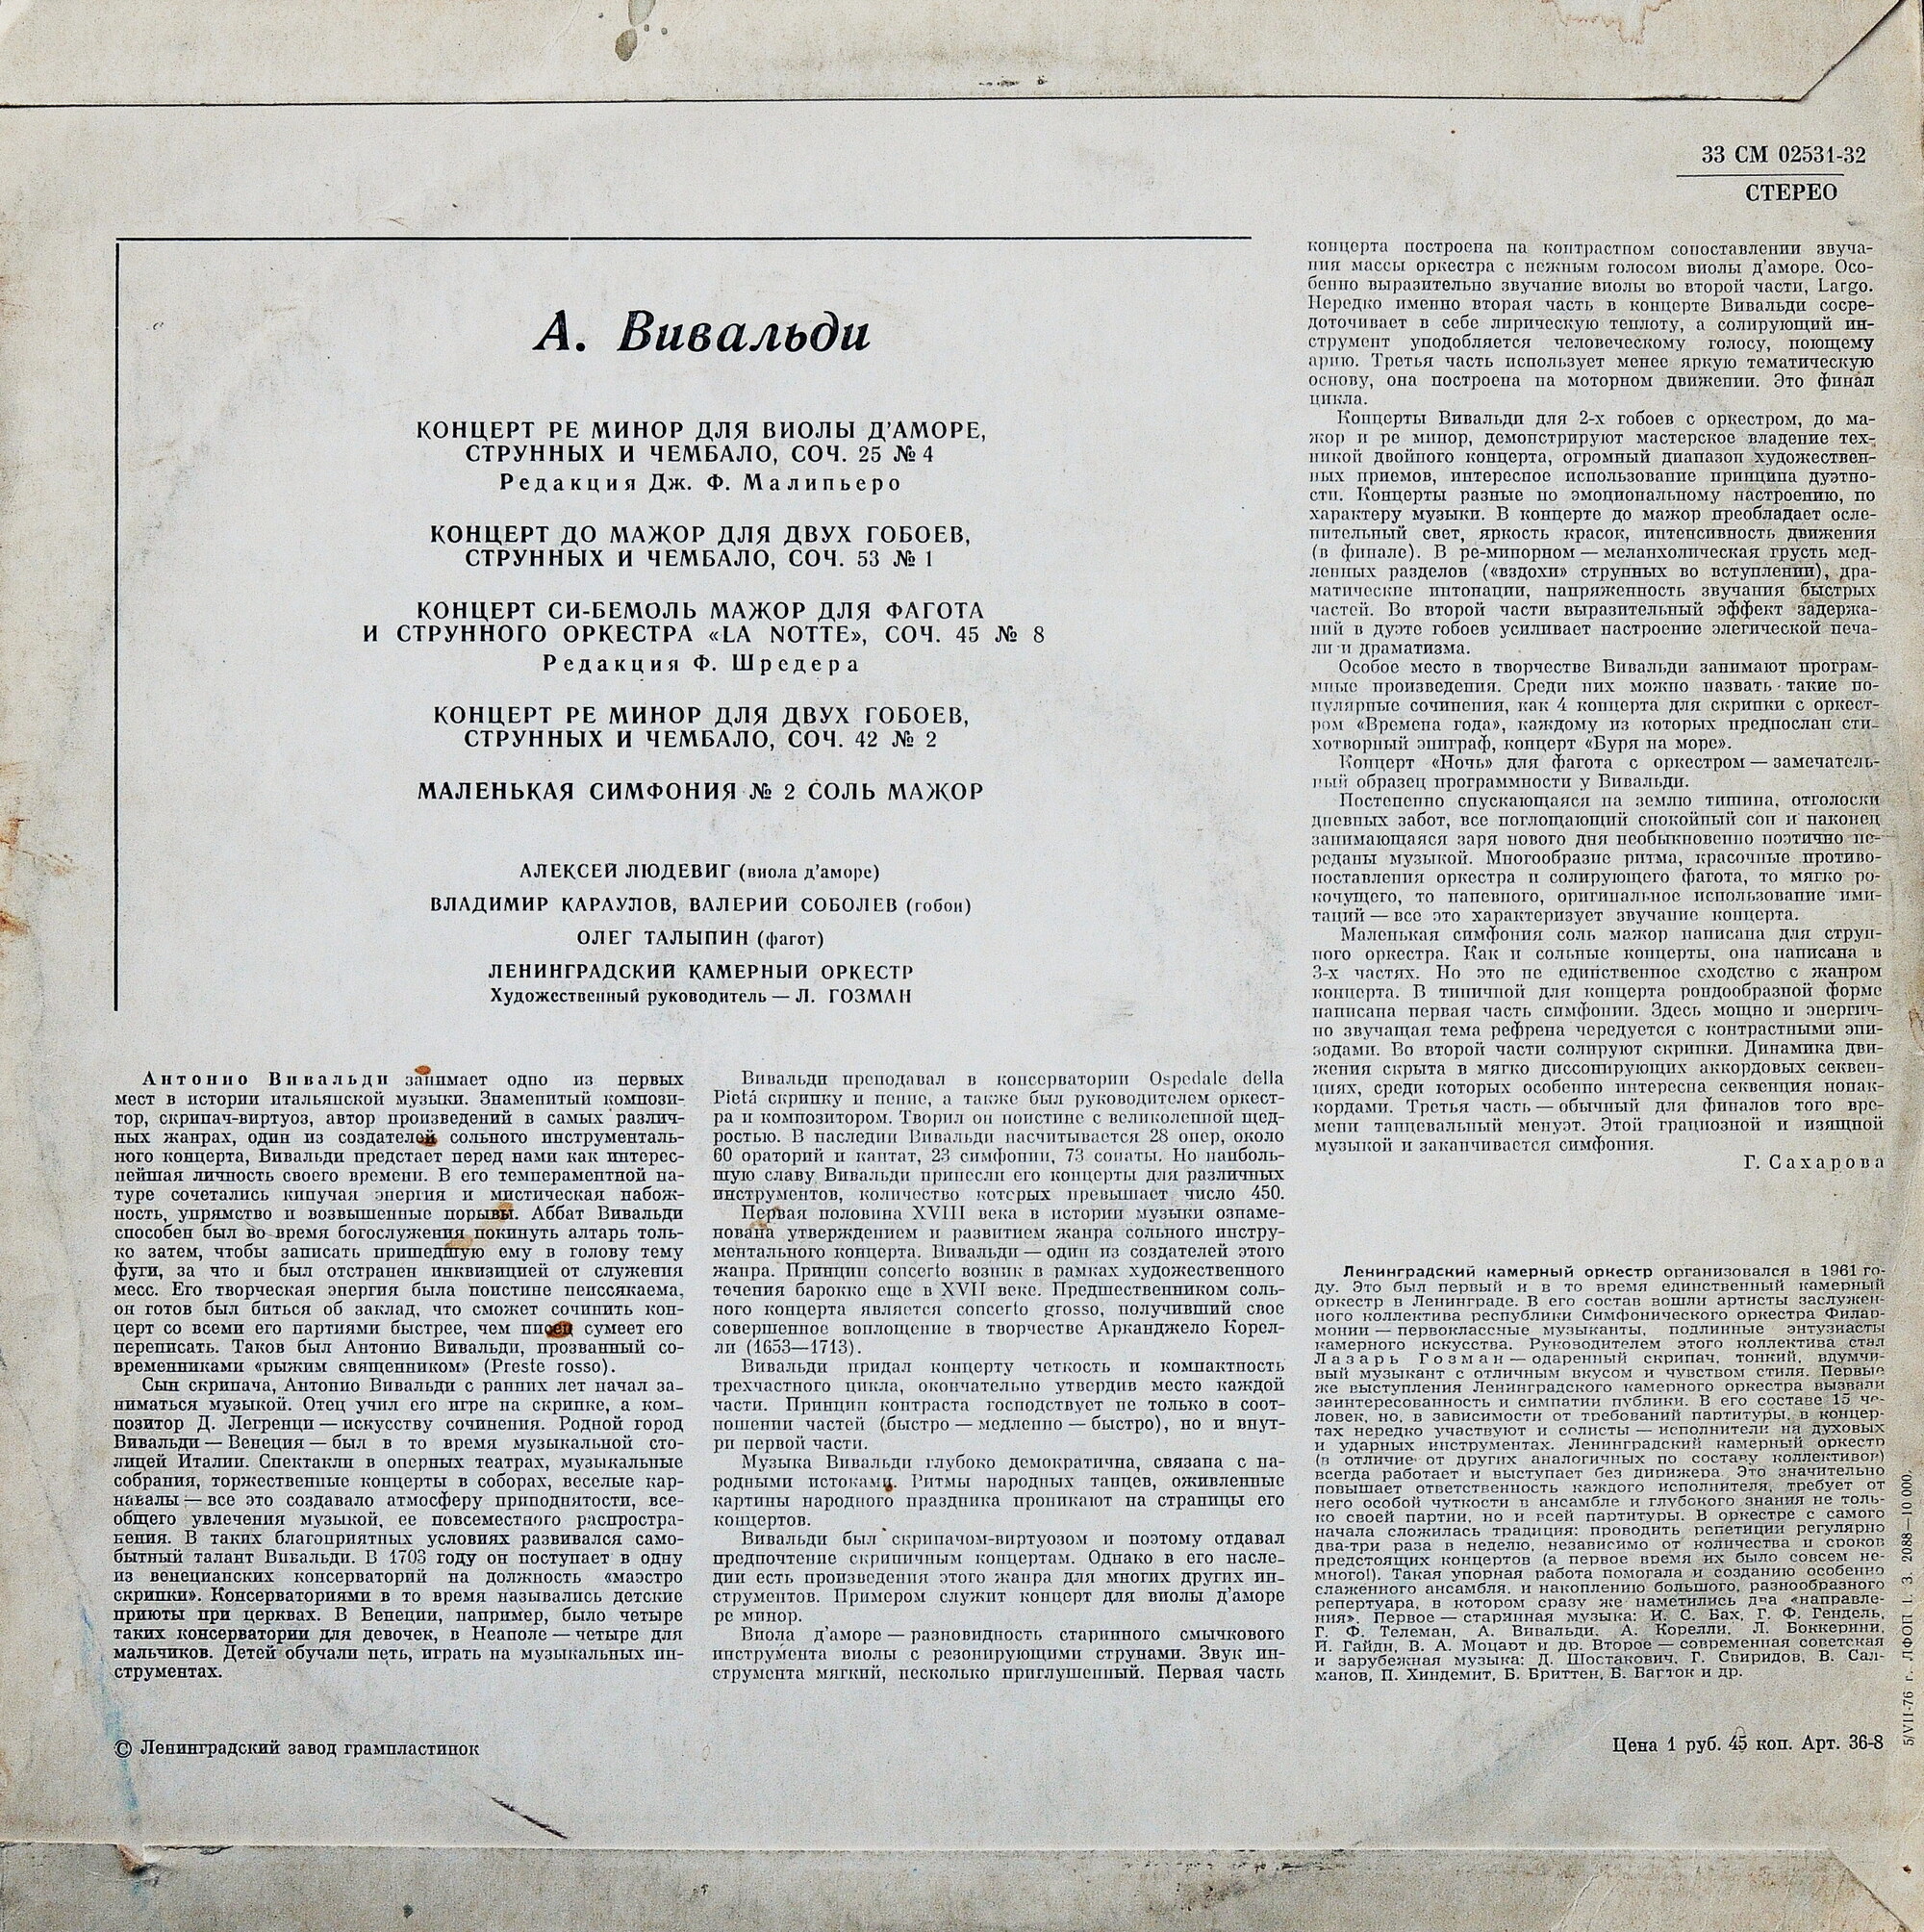 33 СМ 02531-32
СТЕРЕО
А. Вивальди
КОНЦЕРТ РЕ МИНОР ДЛЯ ВИОЛЫ Д'АМОРЕ,
СТРУННЫХ И ЧЕМБАЛО, СОЧ. 25 № 4
Редакция Дж. Ф. Малипьеро
КОНЦЕРТ ДО МАЖОР ДЛЯ ДВУХ ГОБОЕВ,
СТРУННЫХ И ЧЕМБАЛО, СОЧ. 53 № 1
КОНЦЕРТ СИ-БЕМОЛЬ МАЖОР ДЛЯ ФАГОТА
И СТРУННОГО ОРКЕСТРА «LA NOTTE», СОЧ. 45 № 8
Редакция Ф. Шредера
КОНЦЕРТ РЕ МИНОР ДЛЯ ДВУХ ГОБОЕВ,
СТРУННЫХ И ЧЕМБАЛО, СОЧ. 42 № 2
МАЛЕНЬКАЯ СИМФОНИЯ № 2 СОЛЬ МАЖОР
АЛЕКСЕЙ ЛЮДЕВИГ (виола д'аморе)
ВЛАДИМИР КАРАУЛОВ, ВАЛЕРИЙ СОБОЛЕВ (гобои)
ОЛЕГ ТАЛЫПИН (фагот)
ЛЕНИНГРАДСКИЙ КАМЕРНЫЙ ОРКЕСТР
Художественный руководитель — Л. ГОЗМАН
Антонио Вивальди занимает одно из первых
мест в истории итальянской музыки. Знаменитый компози-
тор, скрипач-виртуоз, автор произведений в самых различ-
ных жанрах, один из создателей сольного инструменталь-
ного концерта, Вивальди предстает перед нами как интерес-
нейшая личность своего времени. В его темпераментной на-
туре сочетались кипучая энергия и мистическая набож-
ность, упрямство и возвышенные порывы. Аббат Вивальди
способен был во время богослужения покинуть алтарь толь-
ко затем, чтобы записать пришедшую ему в голову тему
фуги, за что и был отстранен инквизицией от служения
месс. Его творческая энергия была поистине неиссякаема,
он готов был биться об заклад, что сможет сочинить кон-
церт со всеми его партиями быстрее, чем писец сумеет его
переписать. Таков был Антонио Вивальди, прозванный со-
временниками «рыжим священником» (Preste rosso).
Сын скрипача, Антонио Вивальди с ранних лет начал за-
ниматься музыкой. Отец учил его игре на скрипке, а ком-
позитор Д. Легренци — искусству сочинения. Родной город
Вивальди — Венеция — был в то время музыкальной сто-
лицей Италии. Спектакли в оперных театрах, музыкальные
собрания, торжественные концерты в соборах, веселые кар-
навалы — все это создавало атмосферу приподнятости, все-
общего увлечения музыкой, ее повсеместного распростра-
нения. В таких благоприятных условиях развивался само-
бытный талант Вивальди. В 1703 году он поступает в одну
из венецианских консерваторий на должность «маэстро
скрипки». Консерваториями в то время назывались детские
приюты при церквах. В Венеции, например, было четыре
таких консерватории для девочек, в Неаполе — четыре для
мальчиков. Детей обучали петь, играть на музыкальных ин-
струментах.
Вивальди преподавал в консерватории Ospedale della
Pietá скрипку и пение, а также был руководителем оркест-
ра и композитором. Творил он поистине с великолепной щед-
ростью. В наследии Вивальди насчитывается 28 опер, около
60 ораторий и кантат, 23 симфонии, 73 сонаты. Но наиболь-
шую славу Вивальди принесли его концерты для различных
инструментов, количество которых превышает число 450.
Первая половина XVIII века в истории музыки ознаме-
нована утверждением и развитием жанра сольного инстру-
ментального концерта. Вивальди — один из создателей этого
жанра. Принцип concerto возник в рамках художественного
течения барокко еще в XVII веке. Предшественником соль-
ного концерта является concerto grosso, получивший свое
совершенное воплощение в творчестве Арканджело Корел-
ли (1653—1713).
Вивальди придал концерту четкость и компактность
трехчастного цикла, окончательно утвердив место каждой
части. Принцип контраста господствует не только в соот-
ношении частей (быстро — медленно — быстро), но и внут-
ри первой части.
Музыка Вивальди глубоко демократична, связана с на-
родными истоками. Ритмы народных танцев, оживленные
картины народного праздника проникают на страницы его
концертов.
Вивальди был скрипачом-виртуозом и поэтому отдавал
предпочтение скрипичным концертам. Однако в его насле-
дии есть произведения этого жанра для многих других ин-
струментов. Примером служит концерт для виолы д'аморе
ре минор.
Виола д'аморе — разновидность старинного смычкового
инструмента виолы с резонирующими струнами. Звук ин-
струмента мягкий, несколько приглушенный. Первая часть
концерта построена на контрастном сопоставлении звуча-
ния массы оркестра с нежным голосом виолы д'аморе. Осо-
бенно выразительно звучание виолы во второй части, Largo.
Нередко именно вторая часть в концерте Вивальди сосре-
доточивает в себе лирическую теплоту, а солирующий ин-
струмент уподобляется человеческому голосу, поющему
арию. Третья часть использует менее яркую тематическую
основу, она построена на моторном движении. Это финал
цикла.
Концерты Вивальди для 2-х гобоев с оркестром, до ма-
жор и ре минор, демонстрируют мастерское владение тех-
никой двойного концерта, огромный диапазон художествен-
ных приемов, интересное использование принципа дуэтно-
сти. Концерты разные по эмоциональному настроению, по
характеру музыки. В концерте до мажор преобладает осле-
пительный свет, яркость красок, интенсивность движения
(в финале). В ре-минорном — меланхолическая грусть мед-
ленных разделов («вздохи» струнных во вступлении), дра-
матические интонации, напряженность звучания быстрых
частей. Во второй части выразительный эффект задержа-
ний в дуэте гобоев усиливает настроение элегической печа-
ли и драматизма.
Особое место в творчестве Вивальди занимают програм-
мные произведения. Среди них можно назвать такие по-
пулярные сочинения, как 4 концерта для скрипки с оркест-
ром «Времена года», каждому из которых предпослан сти-
хотворный эпиграф, концерт «Буря на море».
Концерт «Ночь» для фагота с оркестром — замечатель-
ный образец программности у Вивальди.
Постепенно спускающаяся на землю тишина, отголоски
дневных забот, все поглощающий спокойный сон и наконец
занимающаяся заря нового дня необыкновенно поэтично пе-
реданы музыкой. Многообразие ритма, красочные противо-
поставления оркестра и солирующего фагота, то мягко ро-
кочущего, то напевного, оригинальное использование ими-
таций — все это характеризует звучание концерта.
Маленькая симфония соль мажор написана для струн-
ного оркестра. Как и сольные концерты, она написана в
3-х частях. Но это не единственное сходство с жанром
концерта. В типичной для концерта рондообразной форме
написана первая часть симфонии. Здесь мощно и энергич-
но звучащая тема рефрена чередуется с контрастными эпи-
зодами. Во второй части солируют скрипки. Динамика дви-
жения скрыта в мягко диссонирующих аккордовых секвен-
циях, среди которых особенно интересна секвенция нонак-
кордами. Третья часть — обычный для финалов того вре-
мени танцевальный менуэт. Этой грациозной и изящной
музыкой и заканчивается симфония.
Г. Сахарова
Ленинградский камерный оркестр организовался в 1961 го-
ду. Это был первый и в то время единственный камерный
оркестр в Ленинграде. В его состав вошли артисты заслужен-
ного коллектива республики Симфонического оркестра Филар-
монии — первоклассные музыканты, подлинные энтузиасты
камерного искусства. Руководителем этого коллектива стал
Лазарь Гозман — одаренный скрипач, тонкий, вдумчи-
вый музыкант с отличным вкусом и чувством стиля. Первые
же выступления Ленинградского камерного оркестра вызвали
заинтересованность и симпатии публики. В его составе 15 че-
ловек, но, в зависимости от требований партитуры, в концер-
тах нередко участвуют и солисты — исполнители на духовых
и ударных инструментах. Ленинградский камерный оркестр
(в отличие от других аналогичных по составу коллективов)
всегда работает и выступает без дирижера. Это значительно
повышает ответственность каждого исполнителя, требует от
него особой чуткости в ансамбле и глубокого знания не толь-
ко своей партии, но и всей партитуры. В оркестре с самого
начала сложилась традиция: проводить репетиции регулярно
два-три раза в неделю, независимо от количества и сроков
предстоящих концертов (а первое время их было совсем не-
много!). Такая упорная работа помогала и созданию особенно
слаженного ансамбля, и накоплению большого, разнообразного
репертуара, в котором сразу же наметились два «направле-
ния». Первое — старинная музыка: И. С. Бах, Г. Ф. Гендель,
Г. Ф. Телеман, А. Вивальди, А. Корелли, Л. Боккерини,
Й. Гайдн, В. А. Моцарт и др. Второе — современная советская
и зарубежная музыка: Д. Шостакович, Г. Свиридов, В. Сал-
манов, П. Хиндемит, Б. Бриттен, Б. Барток и др.
© Ленинградский завод грампластинок
Цена 1 руб. 45 коп. Арт. 36-8
5/VII-76 г. ЛФОП 1. З. 2088—10 000.